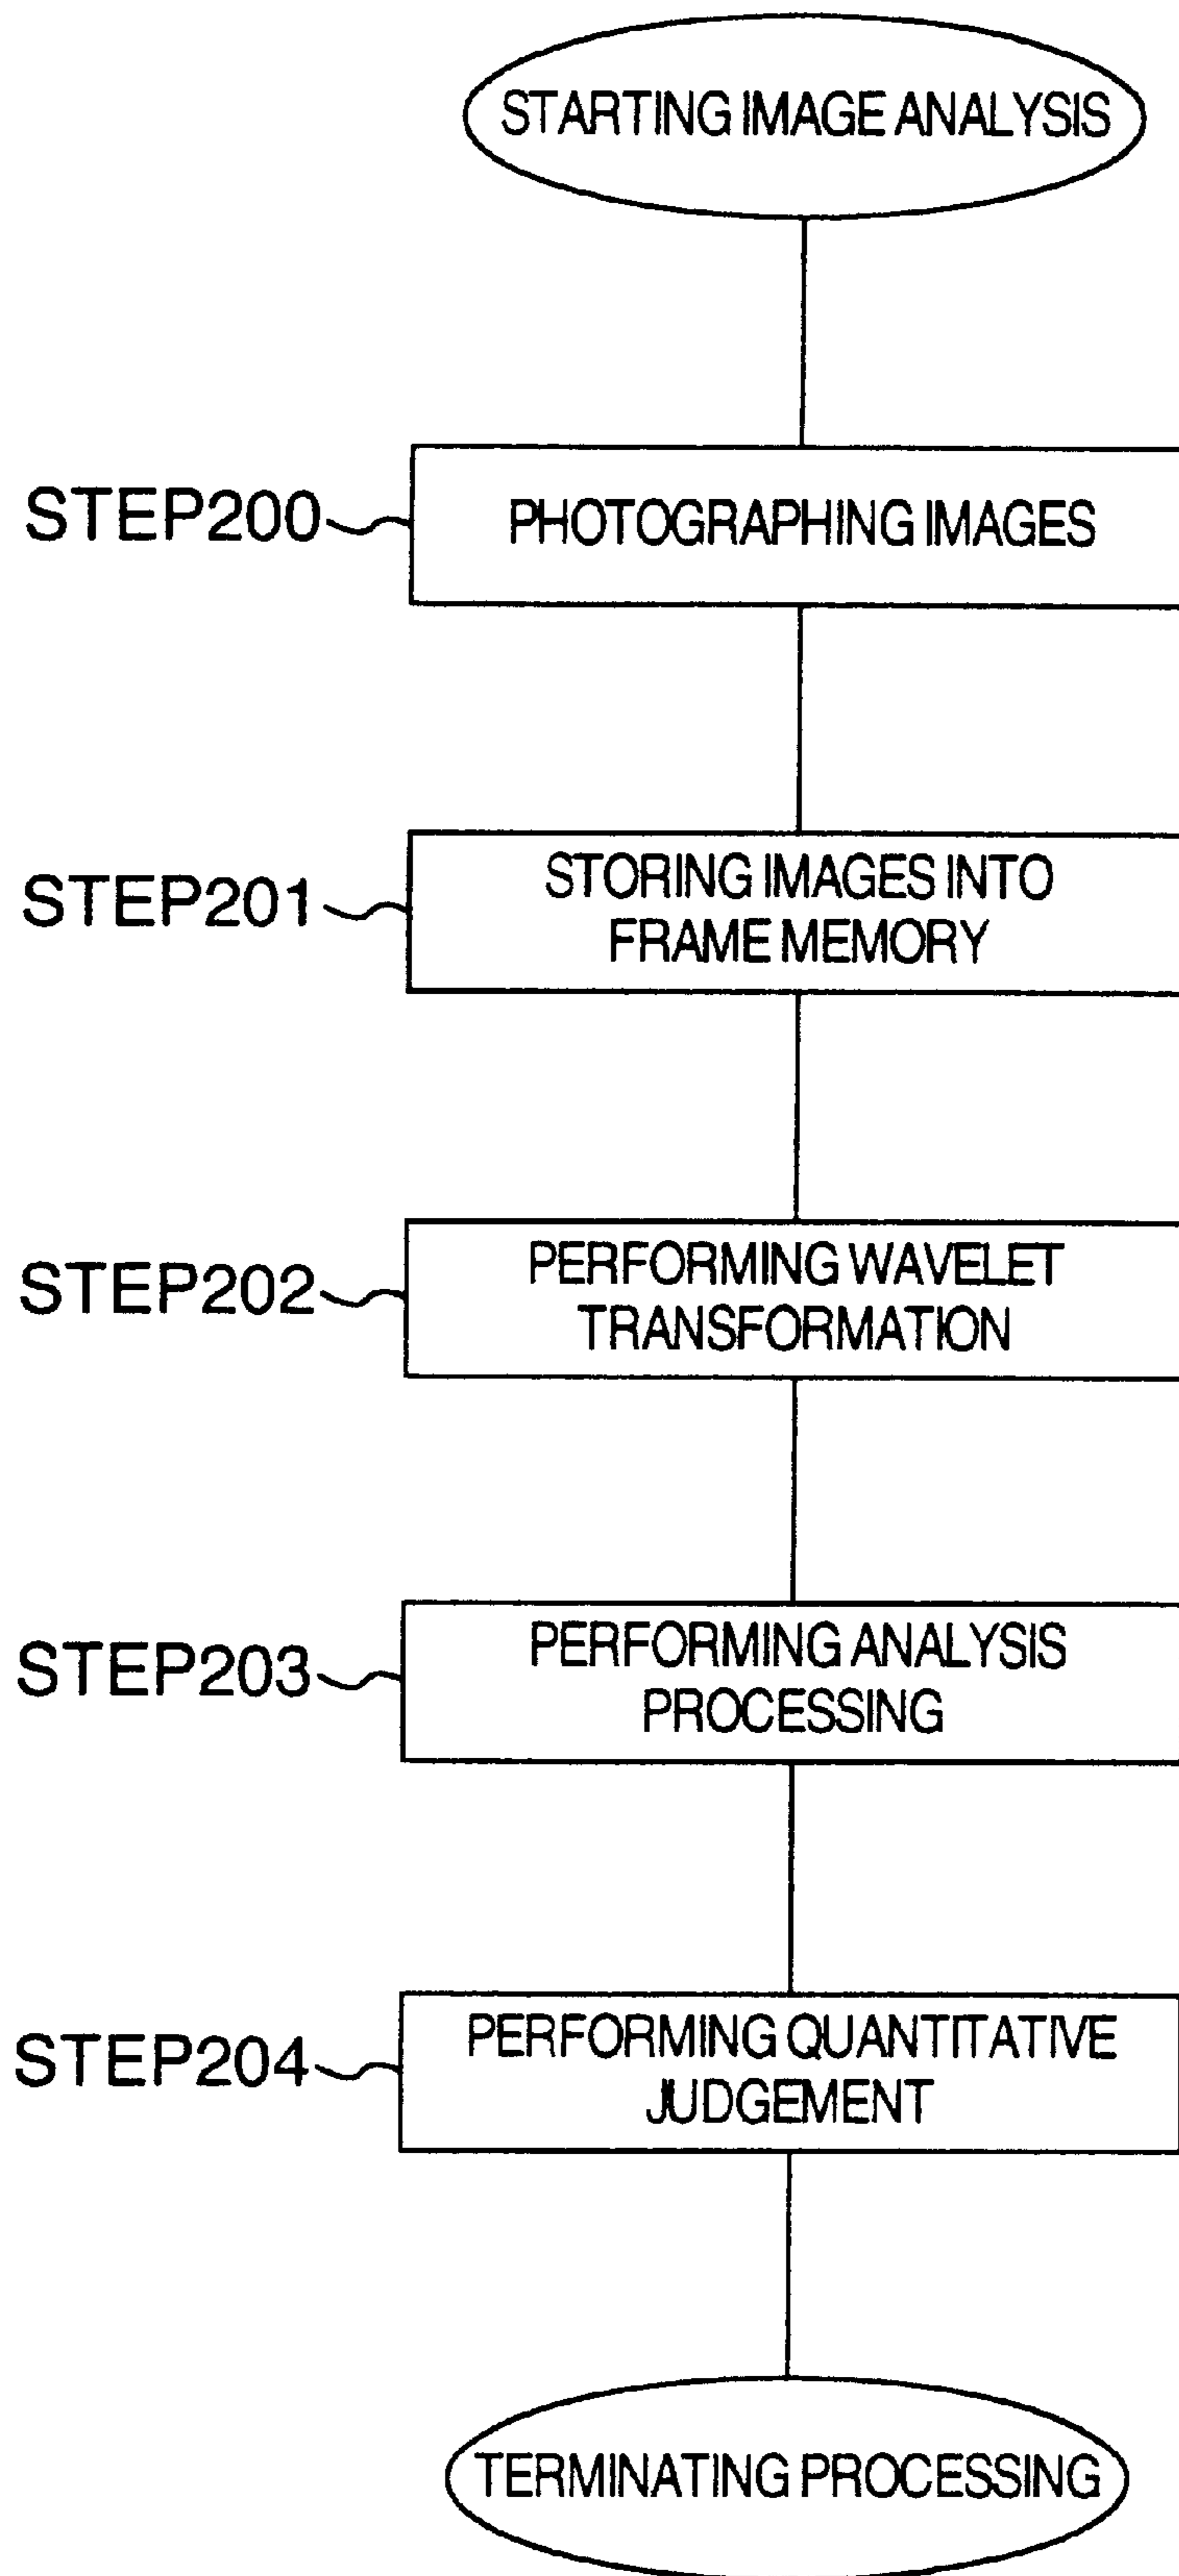 STARTING IMAGE ANALYSIS
STEP200
PHOTOGRAPHING IMAGES
STEP201
STORING IMAGES INTO
FRAME MEMORY
STEP202
PERFORMING WAVELET
TRANSFORMATION
STEP203
PERFORMING ANALYSIS
PROCESSING
STEP204
PERFORMING QUANTITATIVE
JUDGEMENT
TERMINATING PROCESSING